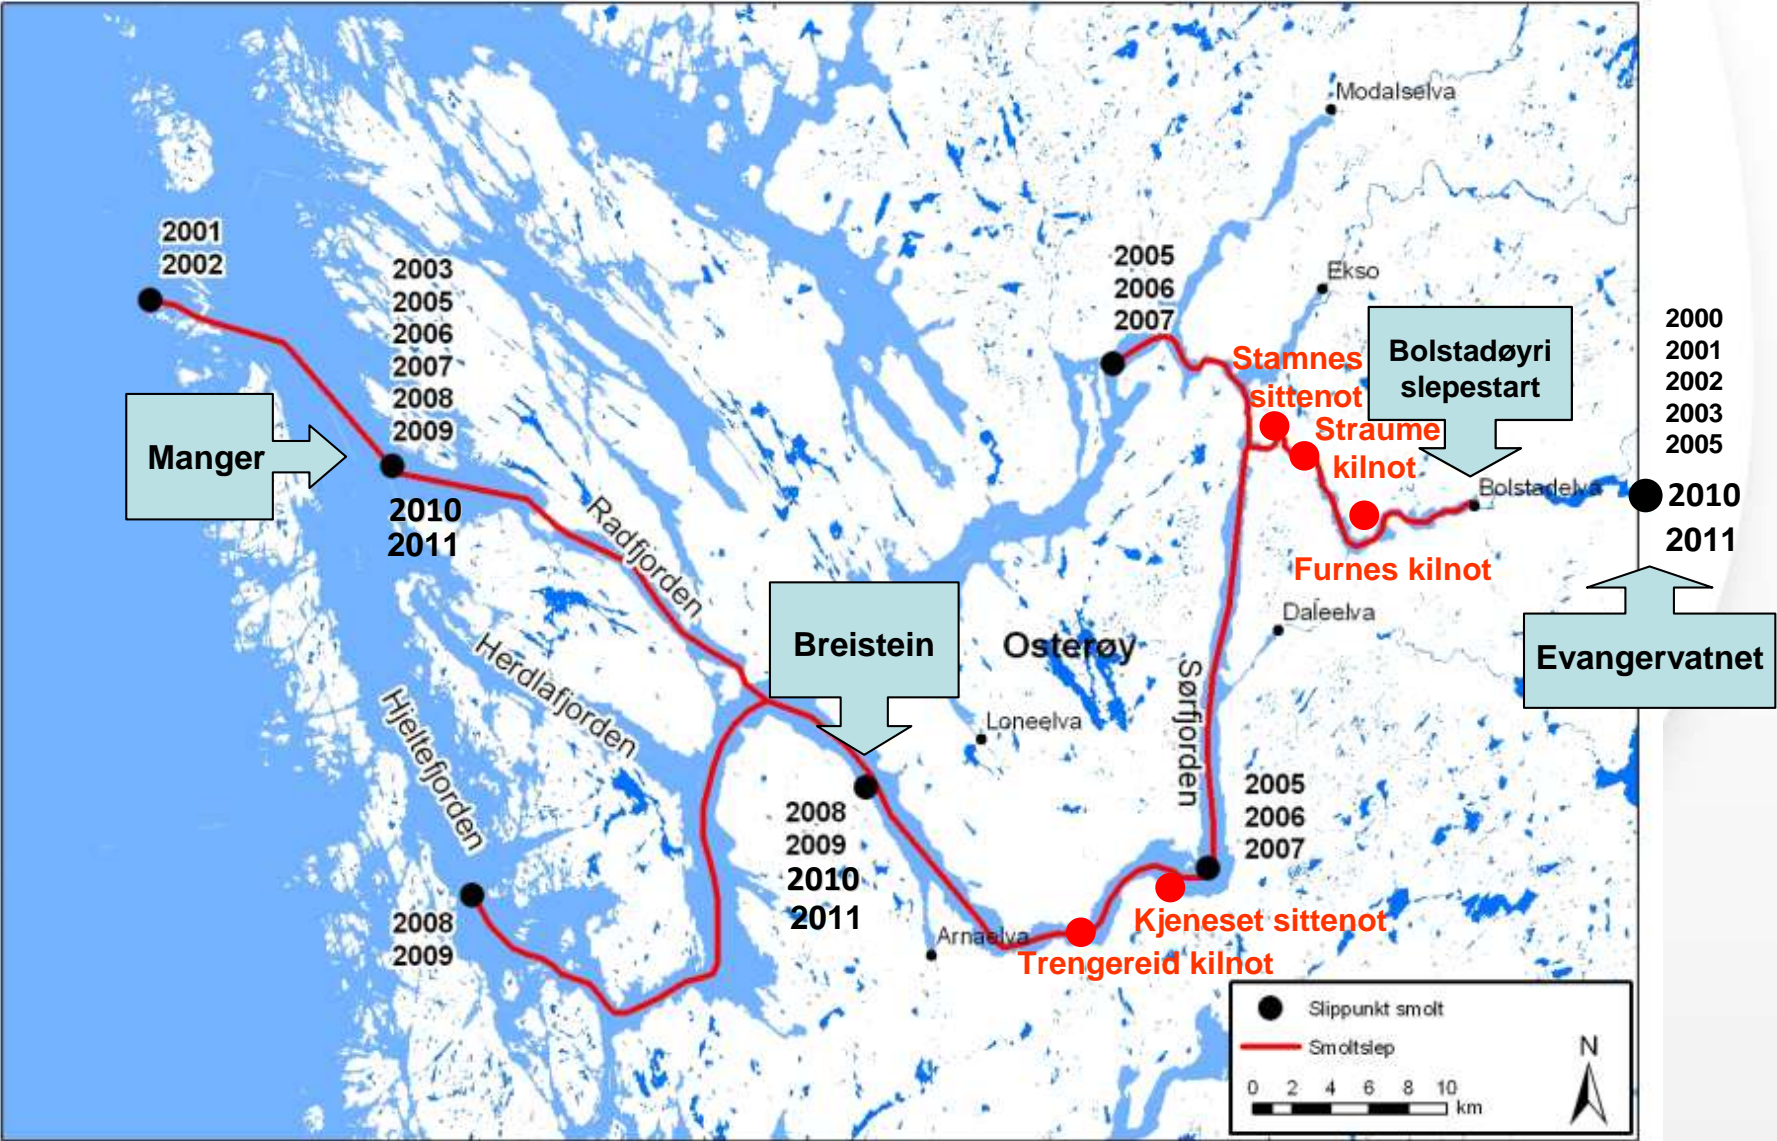 Modalselva
2001
2002
2003
2005
2006
2007
2008
2009
2005
2006
2007
Ekso
Stamnes
sittenot
Straume
kilnot
Bolstadøyri
slepestart
2000
2001
2002
2003
2005
Manger
2010
2011
Bolstadelva
2010
2011
Radfjorden
Furnes kilnot
Daleelva
Breistein
Osterøy
Evangervatnet
Herdlafjorden
Hjeltefjorden
Sørfjorden
Loneelva
2008
2009
2010
2011
2005
2006
2007
2008
2009
Arnaelva
Kjeneset sittenot
Trengereid kilnot
Slippunkt smolt
Smoltslep
N
0 2 4 6 8 10
km